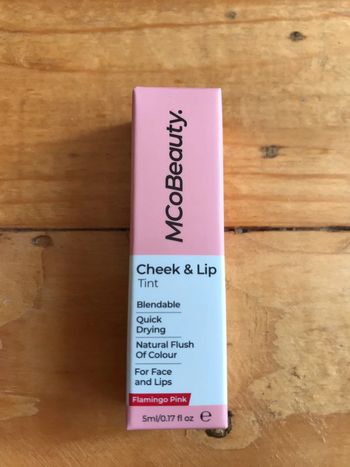 MCoBeauty.
Cheek & Lip
Tint
Blendable
Quick
Drying
Natural Flush
Of Colour
For Face
and Lips
Flamingo Pink
5ml/0.17 fl oz ℮